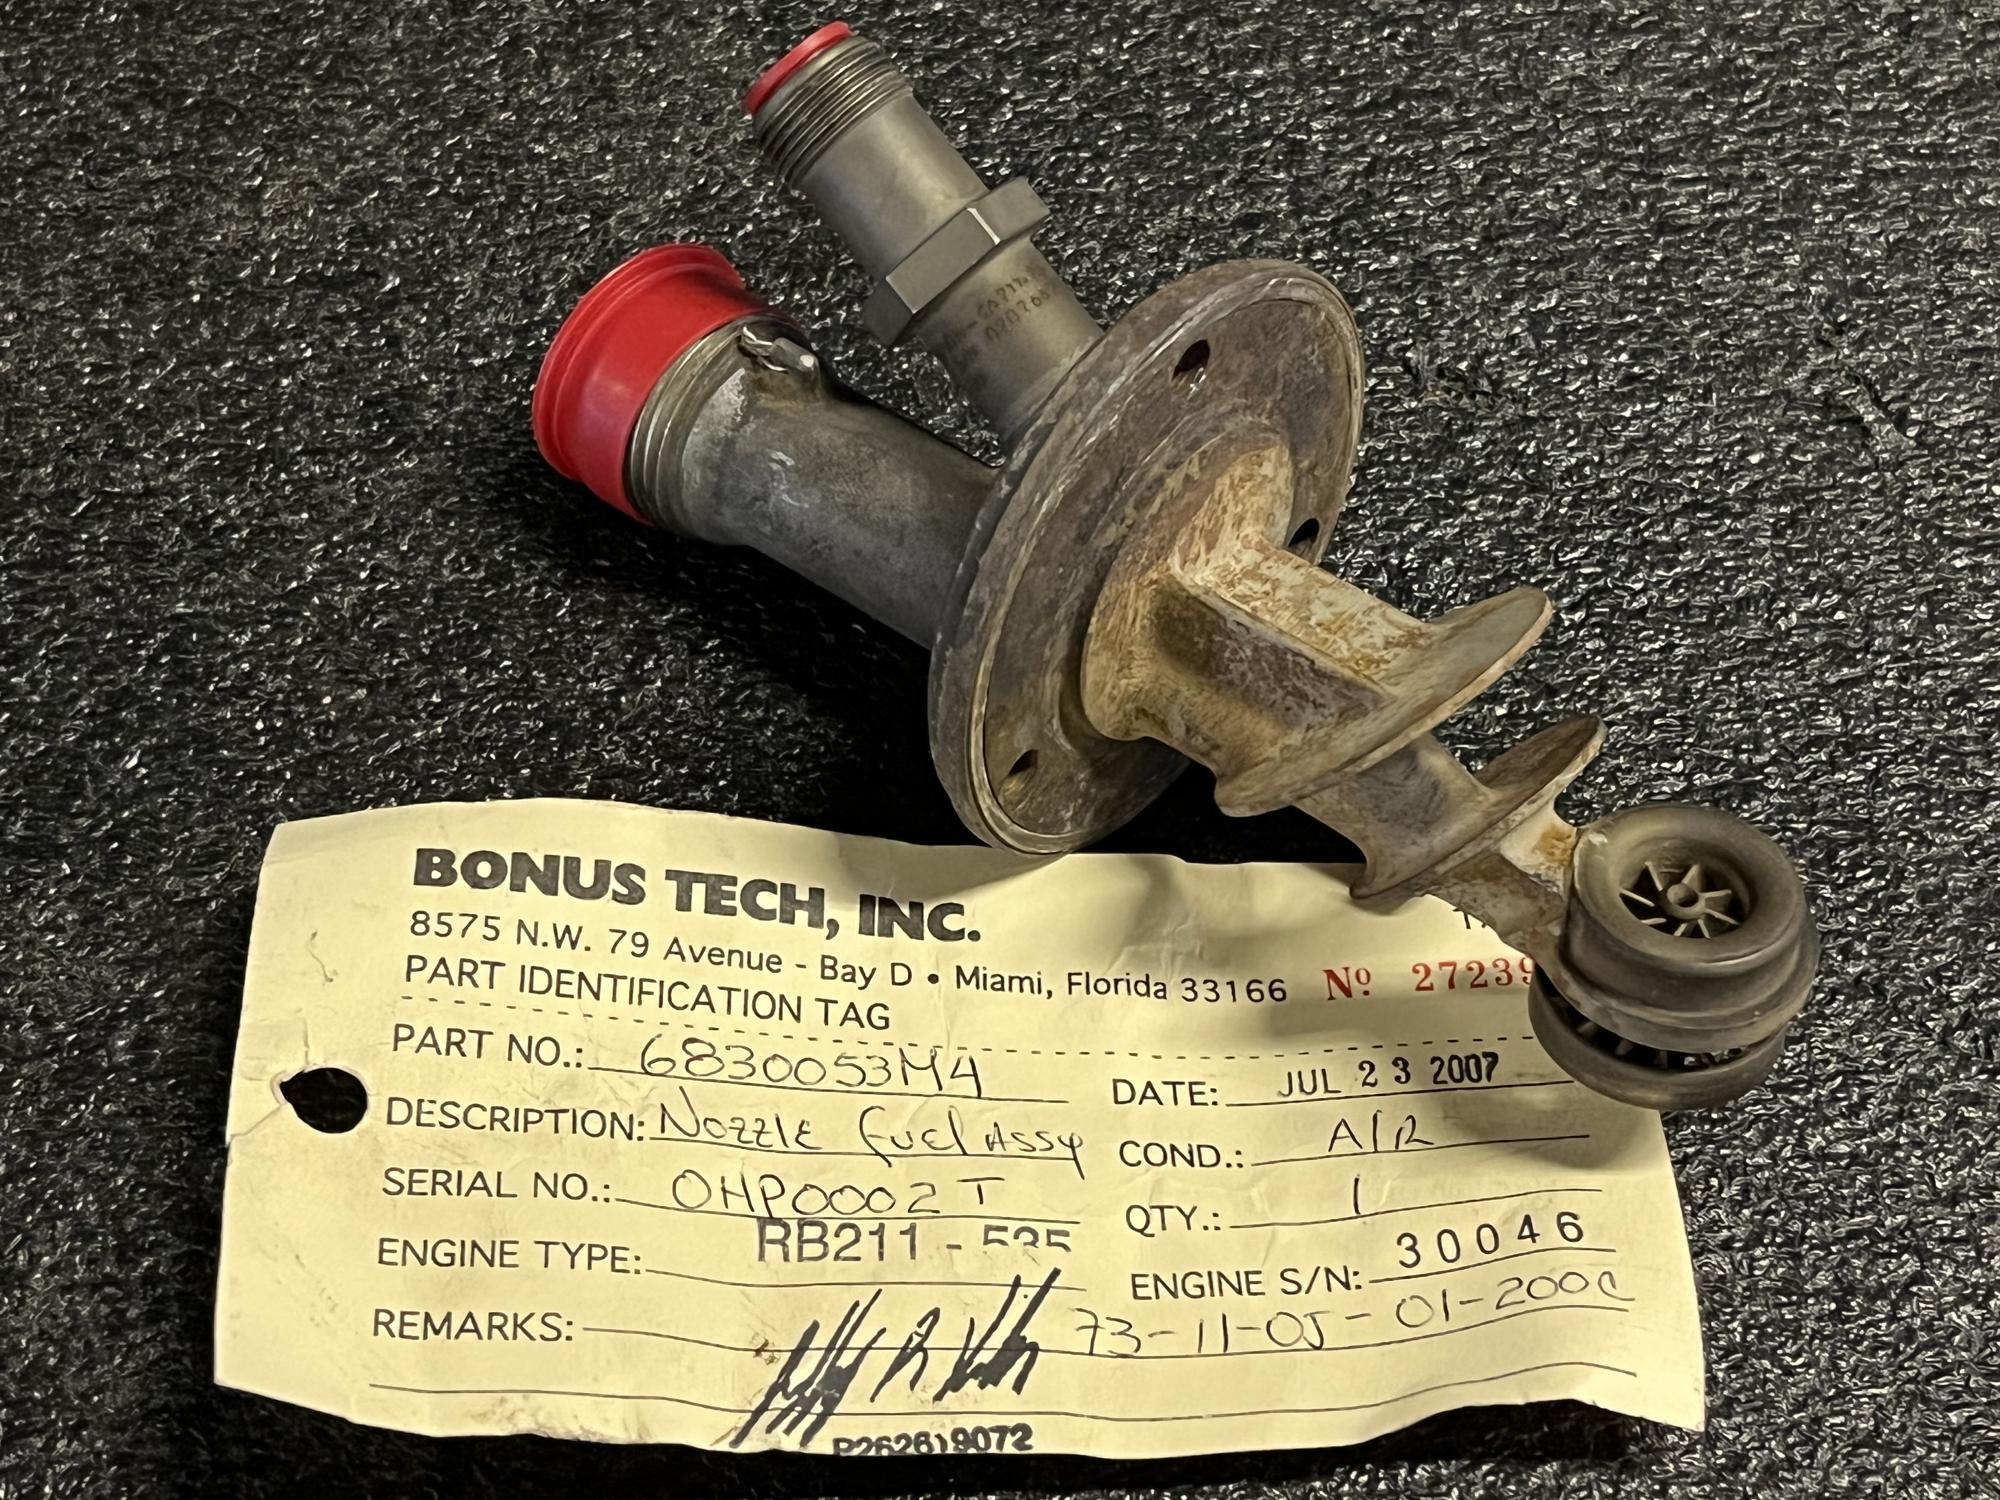 BONUS TECH, INC.
8575 N.W. 79 Avenue - Bay D • Miami, Florida 33166 Nº 27239
PART IDENTIFICATION TAG
PART NO.: 6830053M4
DATE: JUL 23 2007
DESCRIPTION: Nozzle fuel Assy
COND.: A/R
SERIAL NO.: OHP0002T
QTY.: 1
ENGINE TYPE: RB211-535
ENGINE S/N: 30046
REMARKS: 73-11-05-01-200C
P262619072